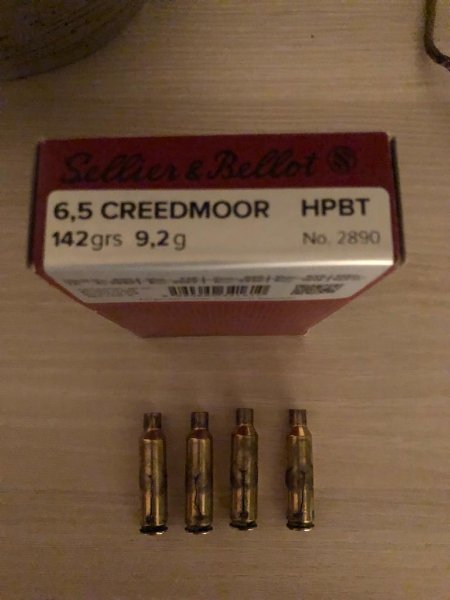 Sellier & Bellot
6,5 CREEDMOOR HPBT
142grs 9,2g No. 2890